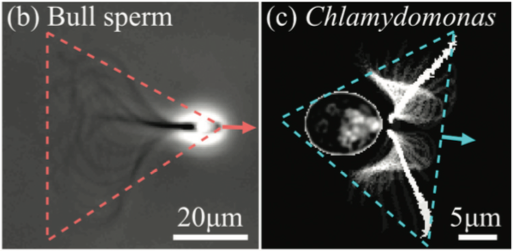 (b) Bull sperm
20µm
(c) Chlamydomonas
5µm